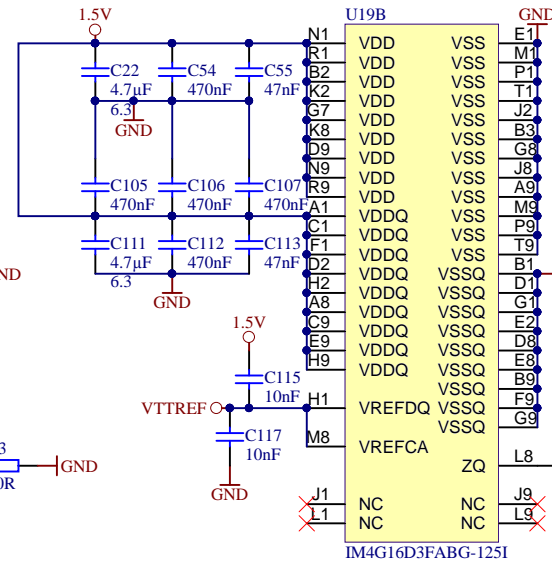 1.5V
U19B
GND
N1 VDD VSS E1
R1 VDD VSS M1
B2 VDD VSS P1
K2 VDD VSS T1
G7 VDD VSS J2
K8 VDD VSS B3
D9 VDD VSS G8
N9 VDD VSS J8
R9 VDD VSS A9
A1 VDDQ VSS M9
C1 VDDQ VSS P9
F1 VDDQ VSS T9
D2 VDDQ VSSQ B1
H2 VDDQ VSSQ D1
A8 VDDQ VSSQ G1
C9 VDDQ VSSQ E2
E9 VDDQ VSSQ D8
H9 VDDQ VSSQ E8
VSSQ B9
H1 VREFDQ VSSQ F9
VSSQ G9
M8 VREFCA
ZQ L8
J1 NC NC J9
L1 NC NC L9
IM4G16D3FABG-125I
C22 C54 C55
4.7µF 470nF 47nF
6.3
GND
C105 C106 C107
470nF 470nF 470nF
C111 C112 C113
4.7µF 470nF 47nF
6.3
GND
ND
1.5V
C115
10nF
VTTREF
C117
10nF
GND
3
0R
GND